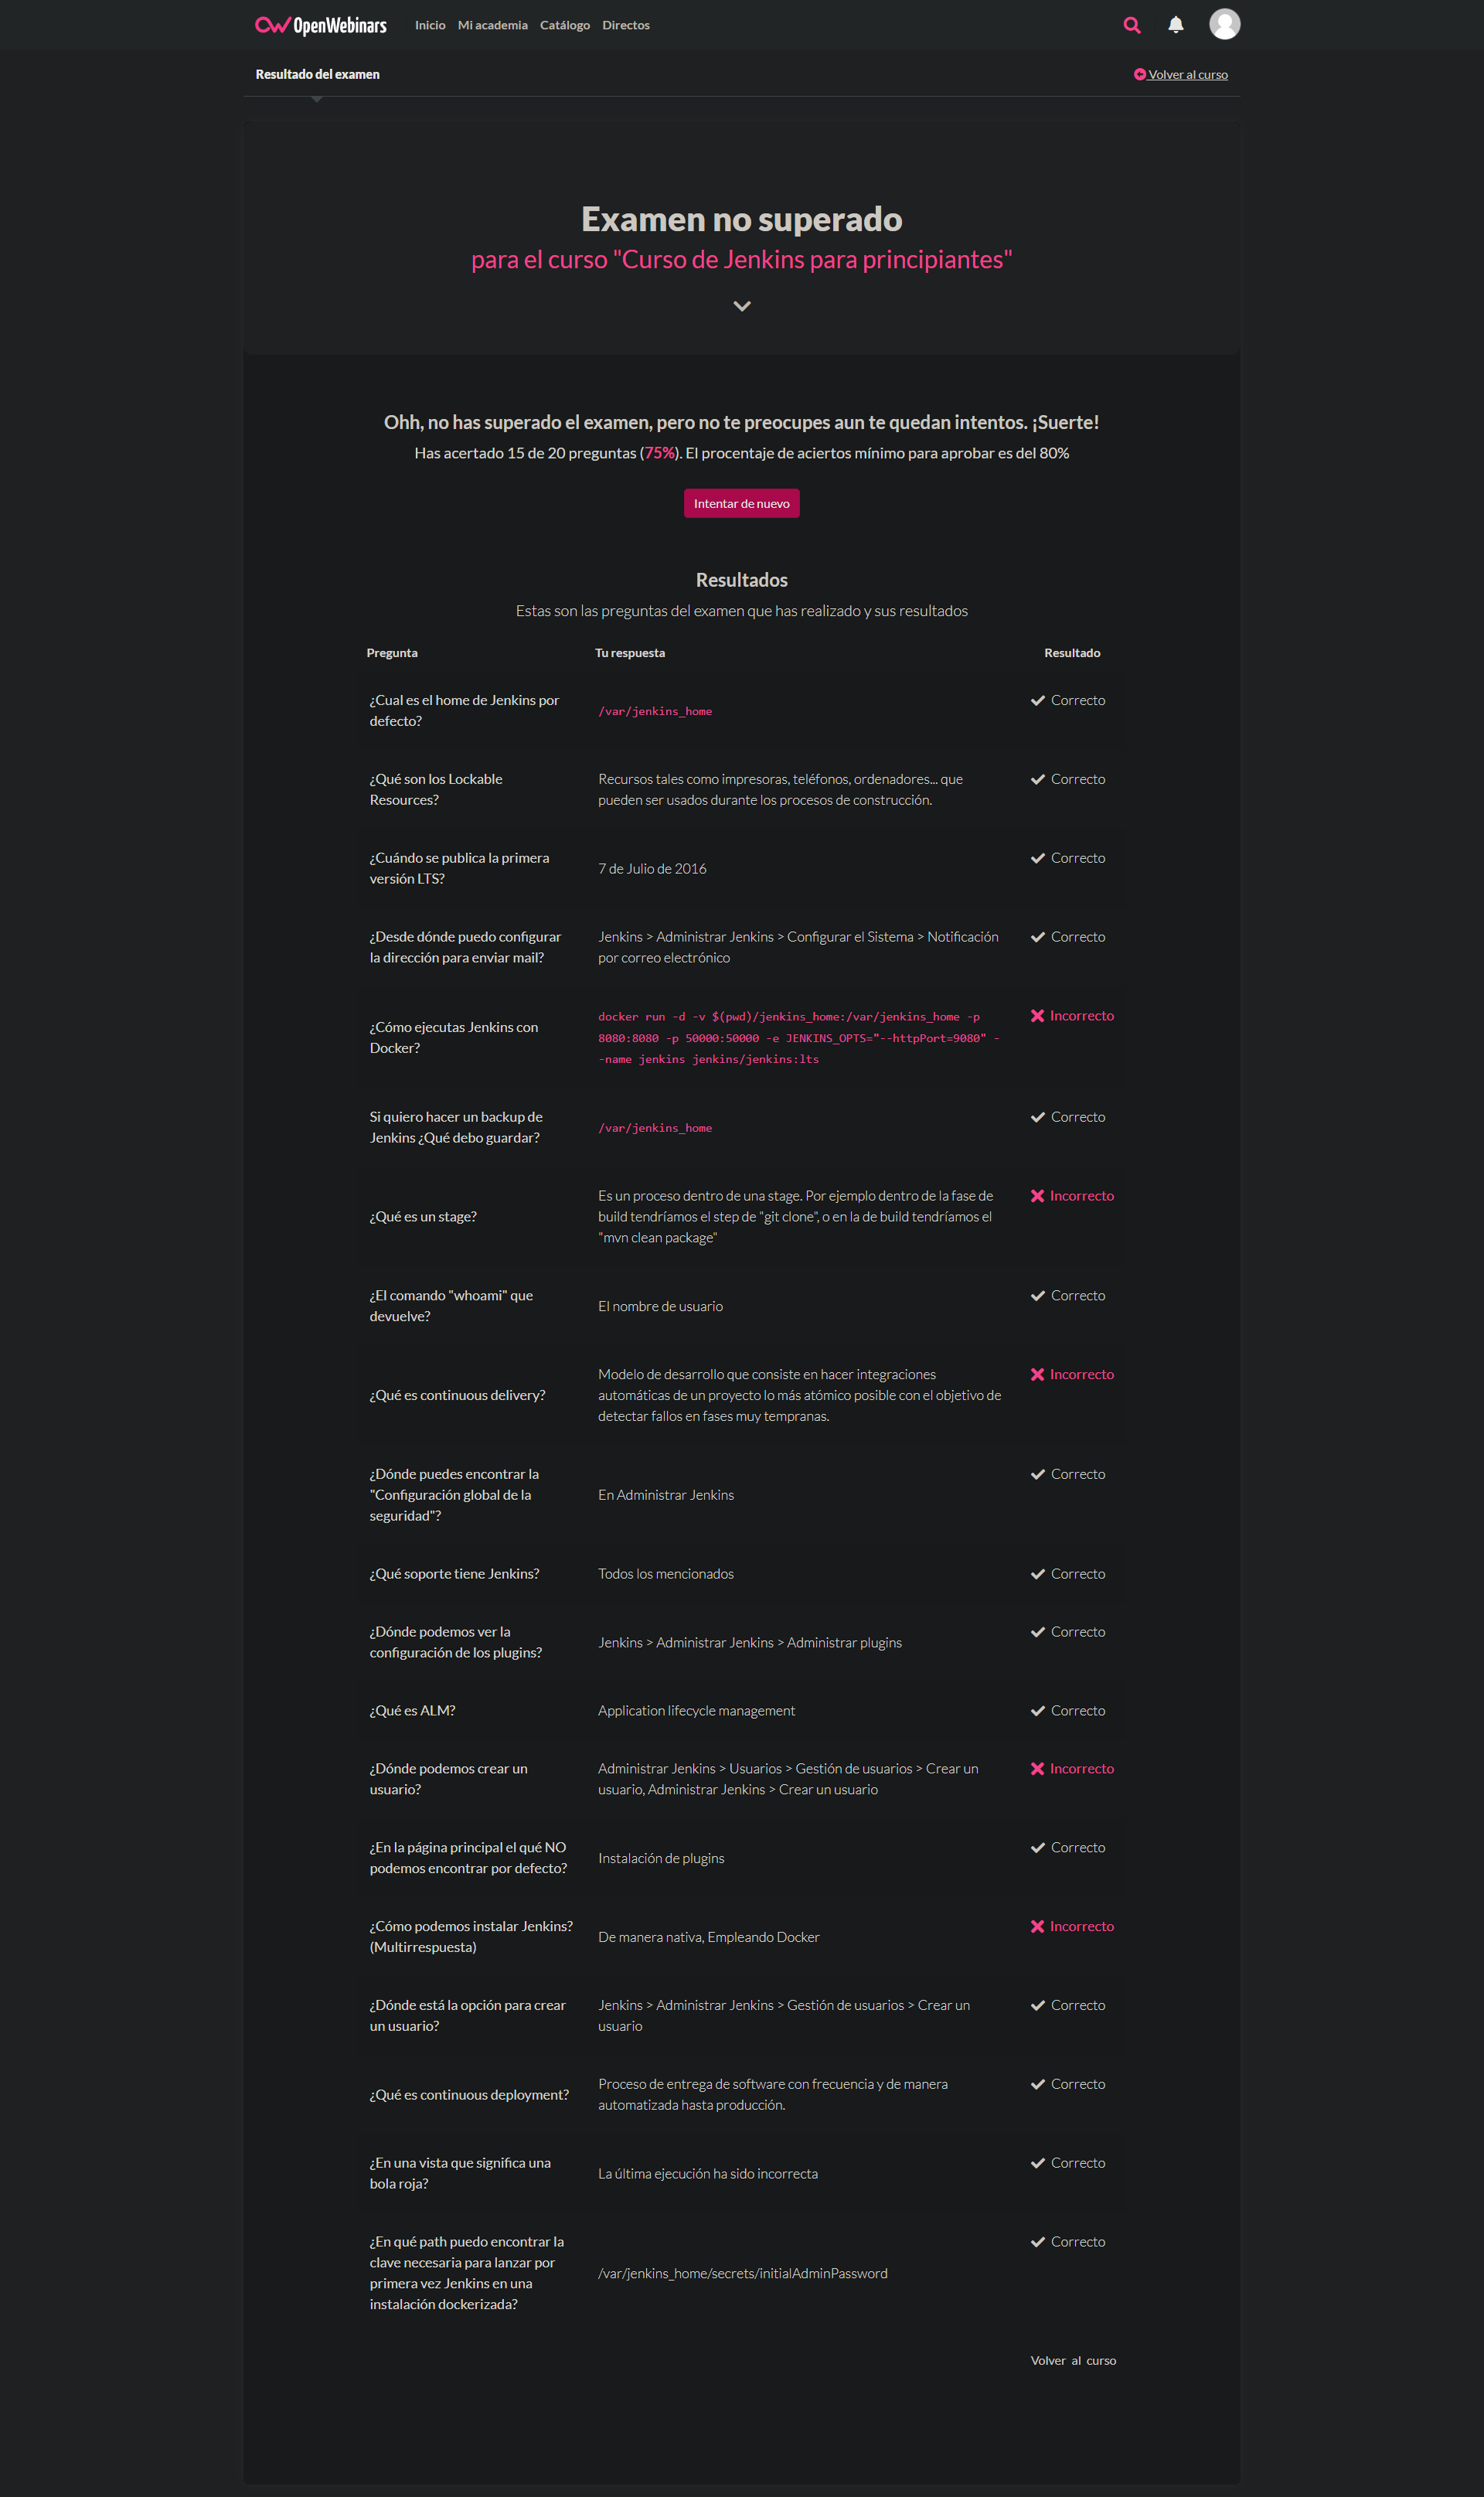 OpenWebinars Inicio Mi academia Catálogo Directos
Resultado del examen Volver al curso
Examen no superado
para el curso "Curso de Jenkins para principiantes"
Ohh, no has superado el examen, pero no te preocupes aun te quedan intentos. ¡Suerte!
Has acertado 15 de 20 preguntas (75%). El procentaje de aciertos mínimo para aprobar es del 80%
Intentar de nuevo
Resultados
Estas son las preguntas del examen que has realizado y sus resultados
Pregunta Tu respuesta Resultado
¿Cual es el home de Jenkins por
defecto?
/var/jenkins_home
Correcto
¿Qué son los Lockable
Resources?
Recursos tales como impresoras, teléfonos, ordenadores... que
pueden ser usados durante los procesos de construcción.
Correcto
¿Cuándo se publica la primera
versión LTS?
7 de Julio de 2016
Correcto
¿Desde dónde puedo configurar
la dirección para enviar mail?
Jenkins > Administrar Jenkins > Configurar el Sistema > Notificación
por correo electrónico
Correcto
¿Cómo ejecutas Jenkins con
Docker?
docker run -d -v $(pwd)/jenkins_home:/var/jenkins_home -p
8080:8080 -p 50000:50000 -e JENKINS_OPTS="--httpPort=9080" -
-name jenkins jenkins/jenkins:lts
Incorrecto
Si quiero hacer un backup de
Jenkins ¿Qué debo guardar?
/var/jenkins_home
Correcto
¿Qué es un stage?
Es un proceso dentro de una stage. Por ejemplo dentro de la fase de
build tendríamos el step de "git clone", o en la de build tendríamos el
"mvn clean package"
Incorrecto
¿El comando "whoami" que
devuelve?
El nombre de usuario
Correcto
¿Qué es continuous delivery?
Modelo de desarrollo que consiste en hacer integraciones
automáticas de un proyecto lo más atómico posible con el objetivo de
detectar fallos en fases muy tempranas.
Incorrecto
¿Dónde puedes encontrar la
"Configuración global de la
seguridad"?
En Administrar Jenkins
Correcto
¿Qué soporte tiene Jenkins?
Todos los mencionados
Correcto
¿Dónde podemos ver la
configuración de los plugins?
Jenkins > Administrar Jenkins > Administrar plugins
Correcto
¿Qué es ALM?
Application lifecycle management
Correcto
¿Dónde podemos crear un
usuario?
Administrar Jenkins > Usuarios > Gestión de usuarios > Crear un
usuario, Administrar Jenkins > Crear un usuario
Incorrecto
¿En la página principal el qué NO
podemos encontrar por defecto?
Instalación de plugins
Correcto
¿Cómo podemos instalar Jenkins?
(Multirrespuesta)
De manera nativa, Empleando Docker
Incorrecto
¿Dónde está la opción para crear
un usuario?
Jenkins > Administrar Jenkins > Gestión de usuarios > Crear un
usuario
Correcto
¿Qué es continuous deployment?
Proceso de entrega de software con frecuencia y de manera
automatizada hasta producción.
Correcto
¿En una vista que significa una
bola roja?
La última ejecución ha sido incorrecta
Correcto
¿En qué path puedo encontrar la
clave necesaria para lanzar por
primera vez Jenkins en una
instalación dockerizada?
/var/jenkins_home/secrets/initialAdminPassword
Correcto
Volver al curso